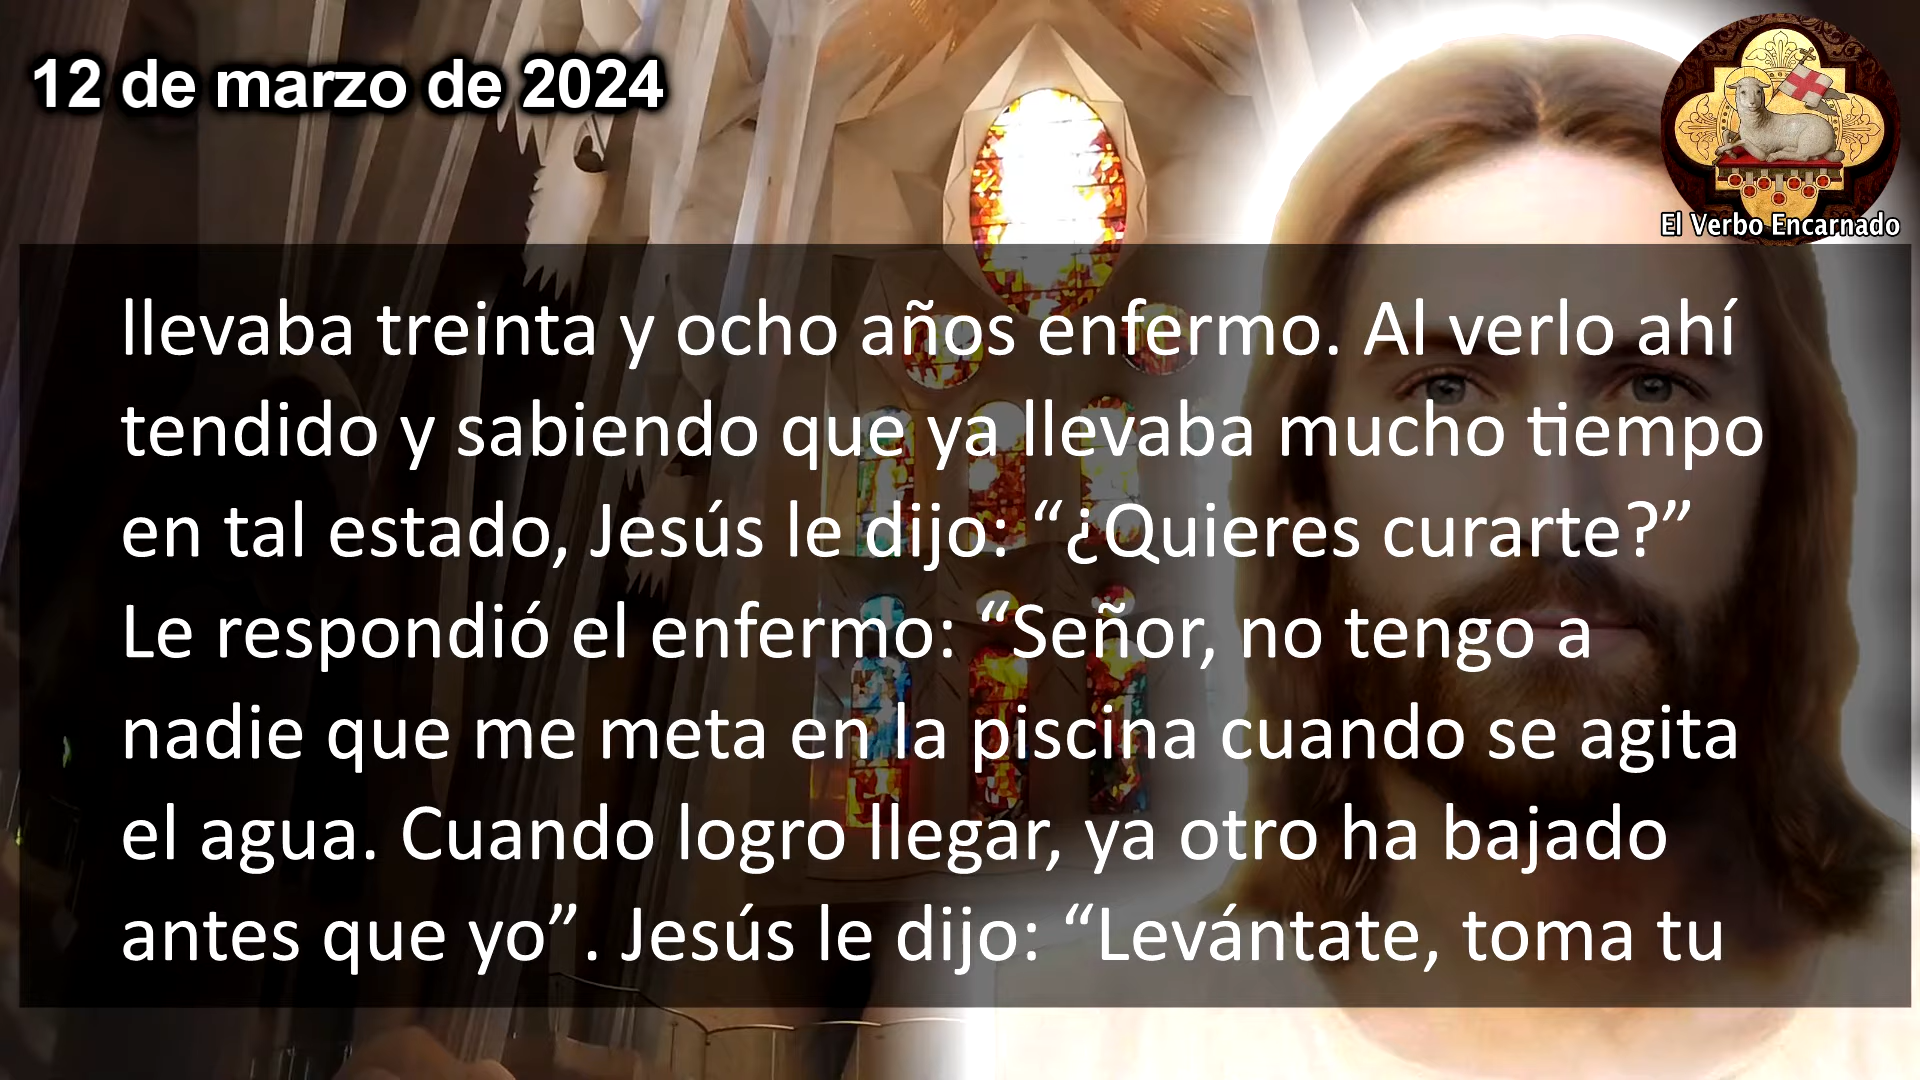 12 de marzo de 2024
El Verbo Encarnado
llevaba treinta y ocho años enfermo. Al verlo ahí
tendido y sabiendo que ya llevaba mucho tiempo
en tal estado, Jesús le dijo: “¿Quieres curarte?”
Le respondió el enfermo: “Señor, no tengo a
nadie que me meta en la piscina cuando se agita
el agua. Cuando logro llegar, ya otro ha bajado
antes que yo”. Jesús le dijo: “Levántate, toma tu